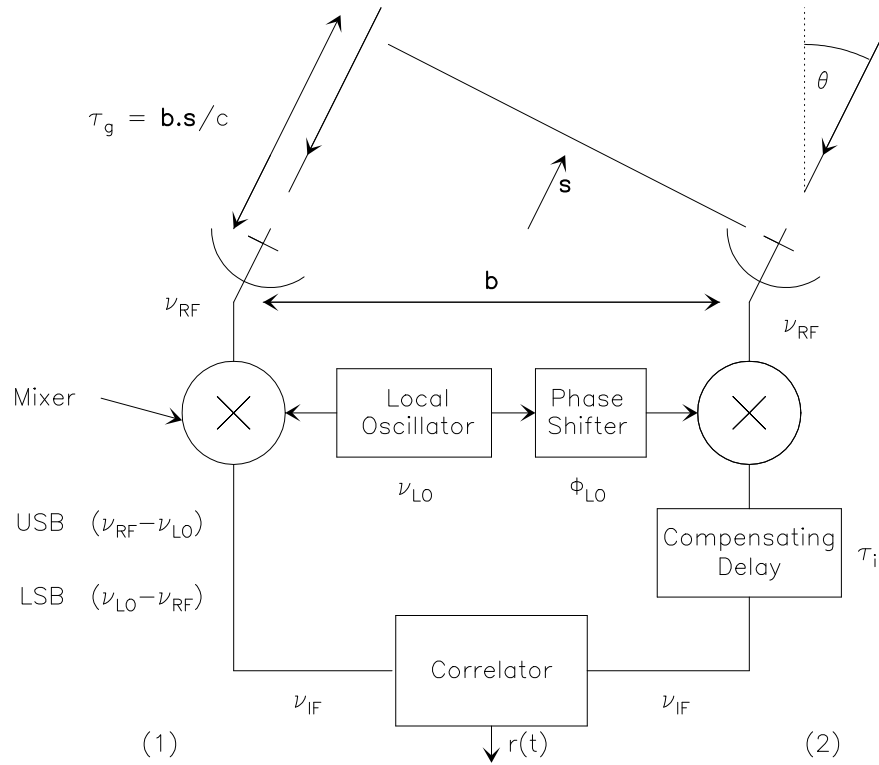 θ
τg = b.s/c
s
b
νRF
νRF
Mixer
Local
Oscillator
Phase
Shifter
νLO
ΦLO
USB (νRF−νLO)
Compensating
Delay
τi
LSB (νLO−νRF)
Correlator
νIF
νIF
(1)
r(t)
(2)